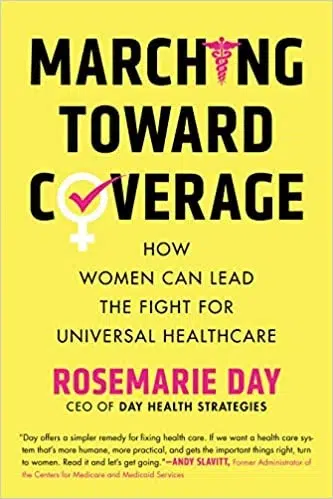 MARCHING
TOWARD
COVERAGE
HOW
WOMEN CAN LEAD
THE FIGHT FOR
UNIVERSAL HEALTHCARE
ROSEMARIE DAY
CEO OF DAY HEALTH STRATEGIES
"Day offers a simpler remedy for fixing health care. If we want a health care sys-
tem that's more humane, more practical, and gets the important things right, turn
to women. Read it and let's get going."—ANDY SLAVITT, Former Administrator of
the Centers for Medicare and Medicaid Services